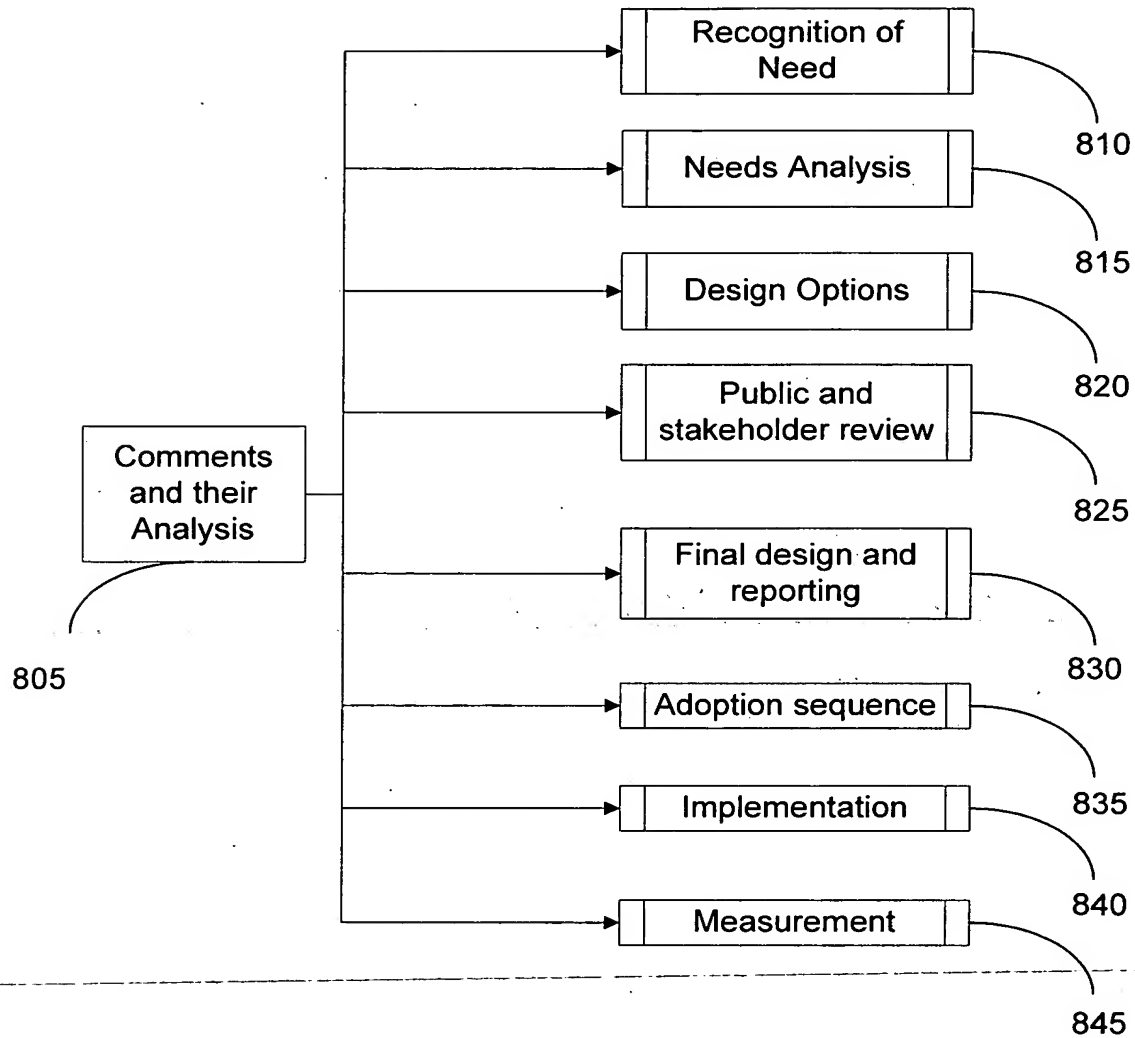 Recognition of
Need
810
Needs Analysis
815
Design Options
820
Public and
stakeholder review
825
Comments
and their
Analysis
805
Final design and
reporting
830
Adoption sequence
835
Implementation
840
Measurement
845